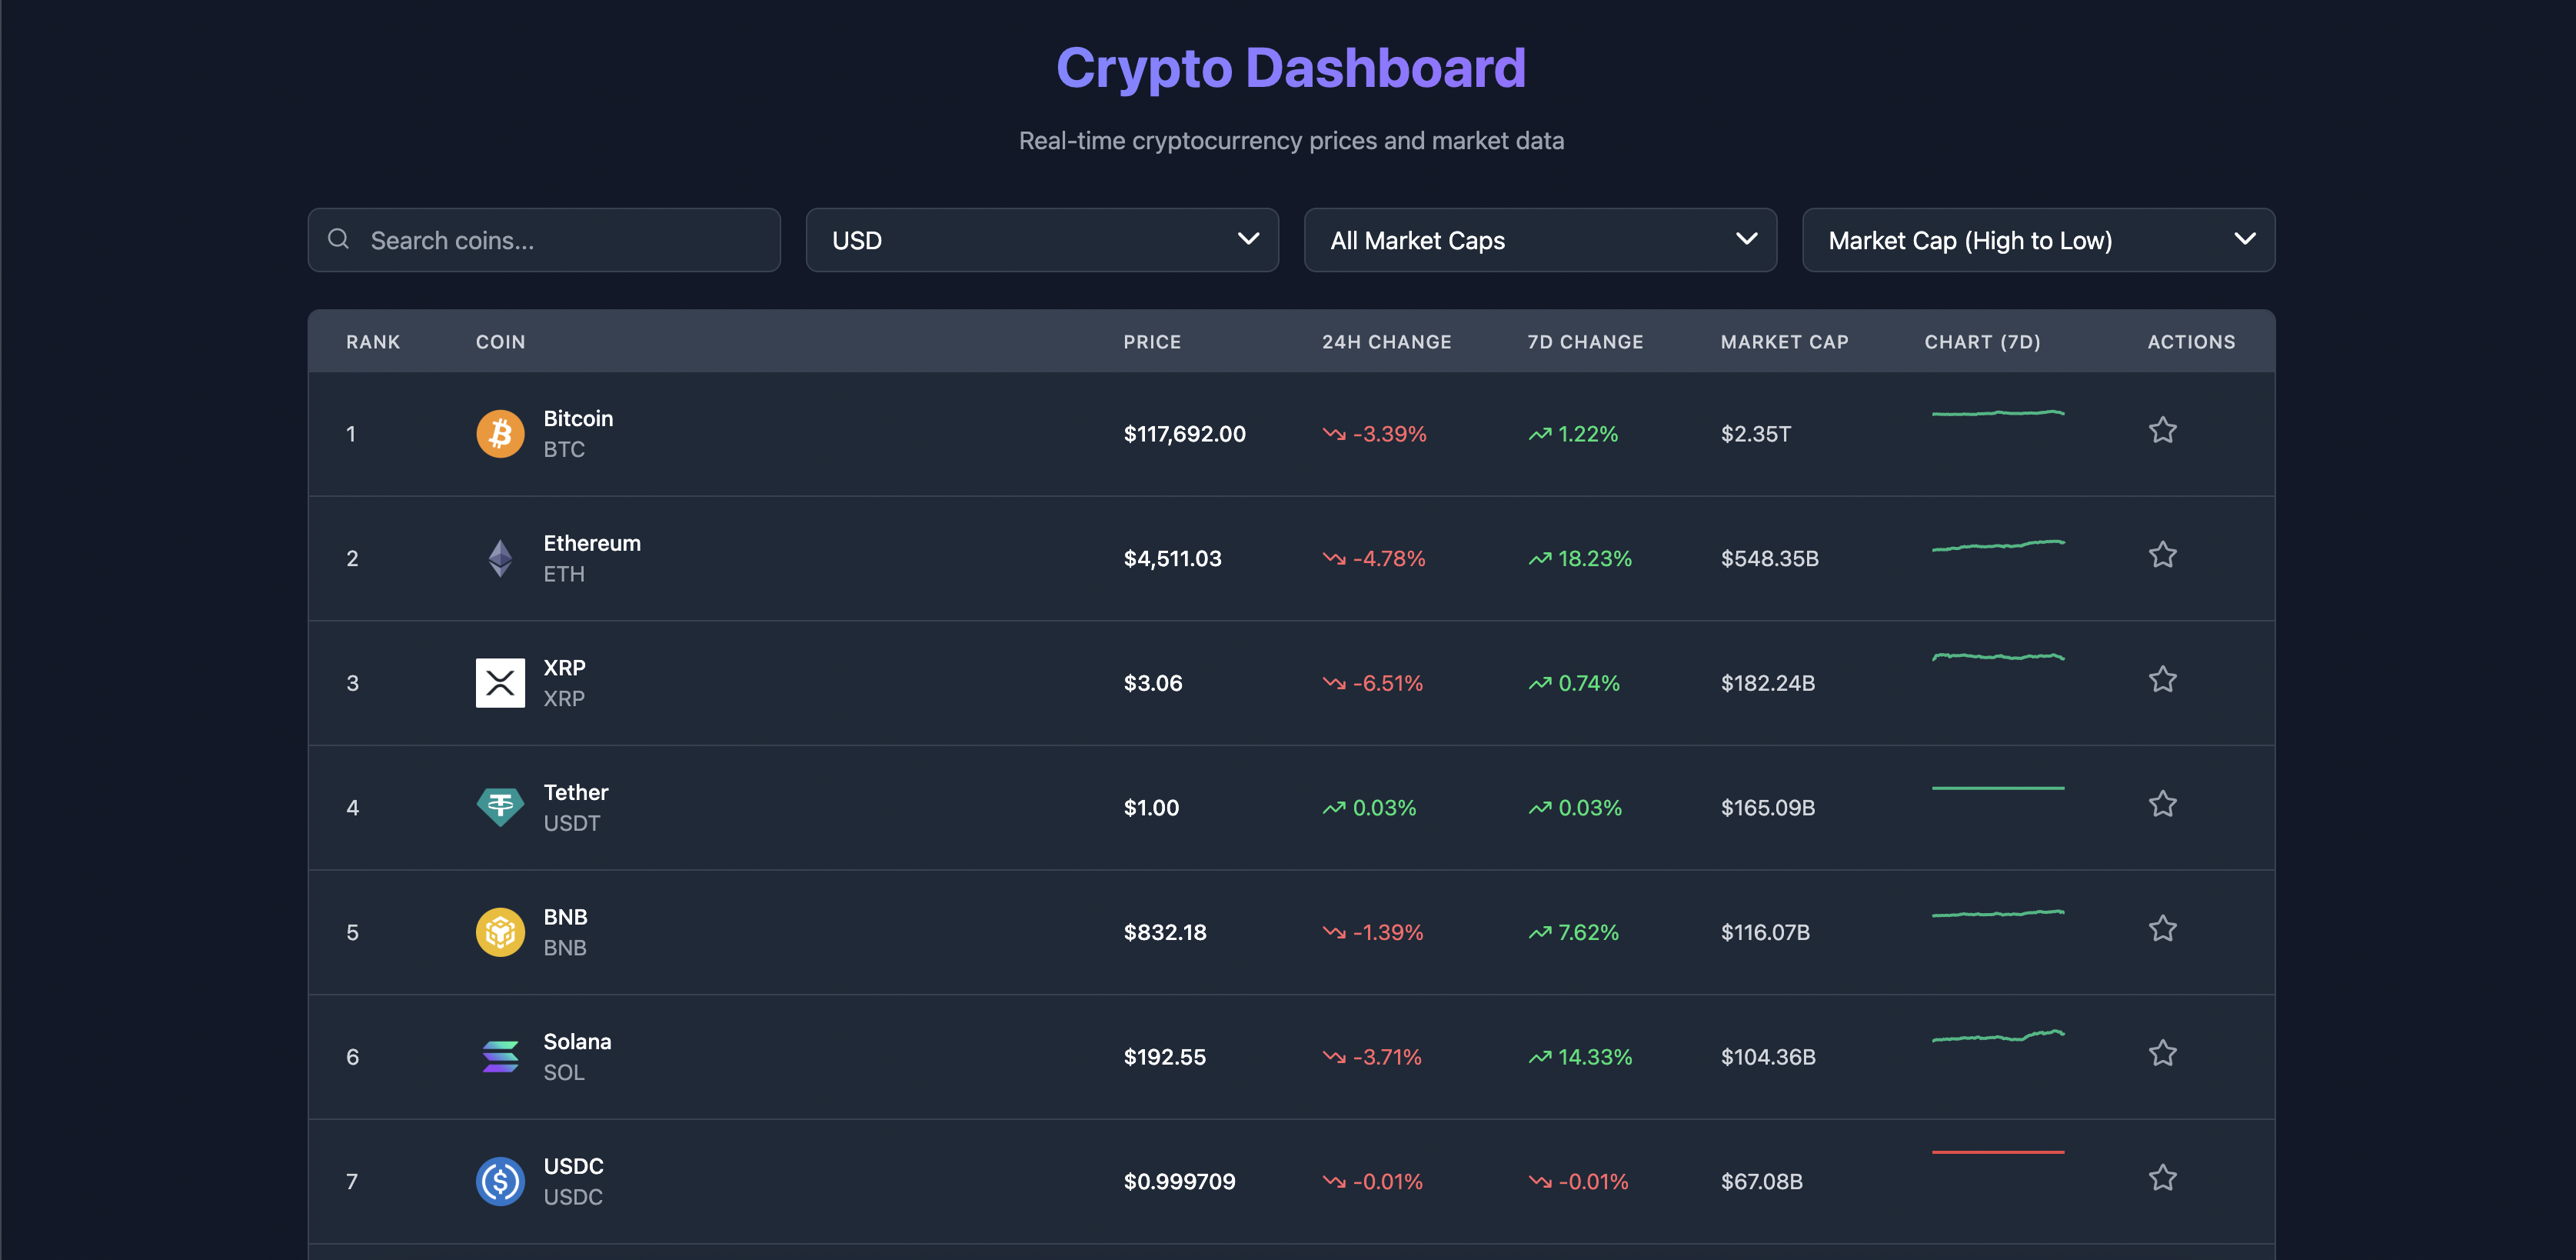 Crypto Dashboard
Real-time cryptocurrency prices and market data
Search coins... USD All Market Caps Market Cap (High to Low)
RANK COIN PRICE 24H CHANGE 7D CHANGE MARKET CAP CHART (7D) ACTIONS
1 Bitcoin $117,692.00 -3.39% 1.22% $2.35T
BTC
2 Ethereum $4,511.03 -4.78% 18.23% $548.35B
ETH
3 XRP $3.06 -6.51% 0.74% $182.24B
XRP
4 Tether $1.00 0.03% 0.03% $165.09B
USDT
5 BNB $832.18 -1.39% 7.62% $116.07B
BNB
6 Solana $192.55 -3.71% 14.33% $104.36B
SOL
7 USDC $0.999709 -0.01% -0.01% $67.08B
USDC